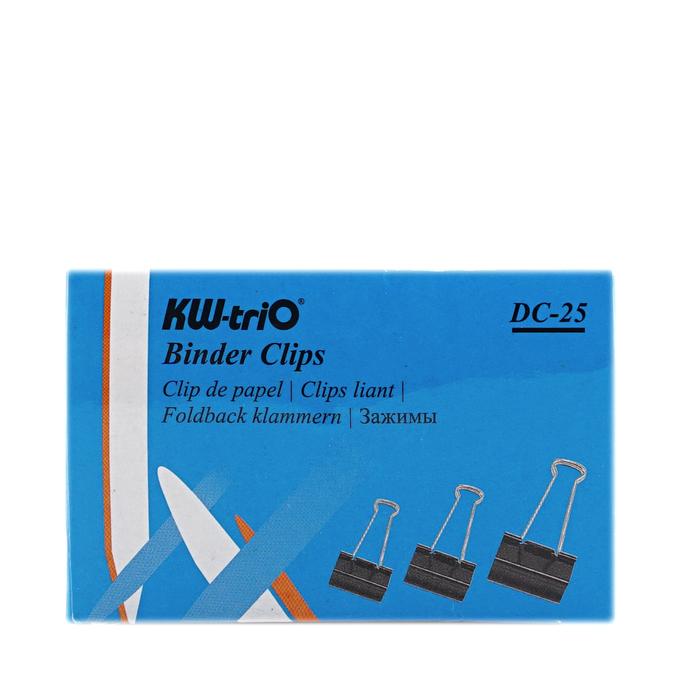 KW-triO®
DC-25
Binder Clips
Clip de papel | Clips liant |
Foldback klammern | Зажимы